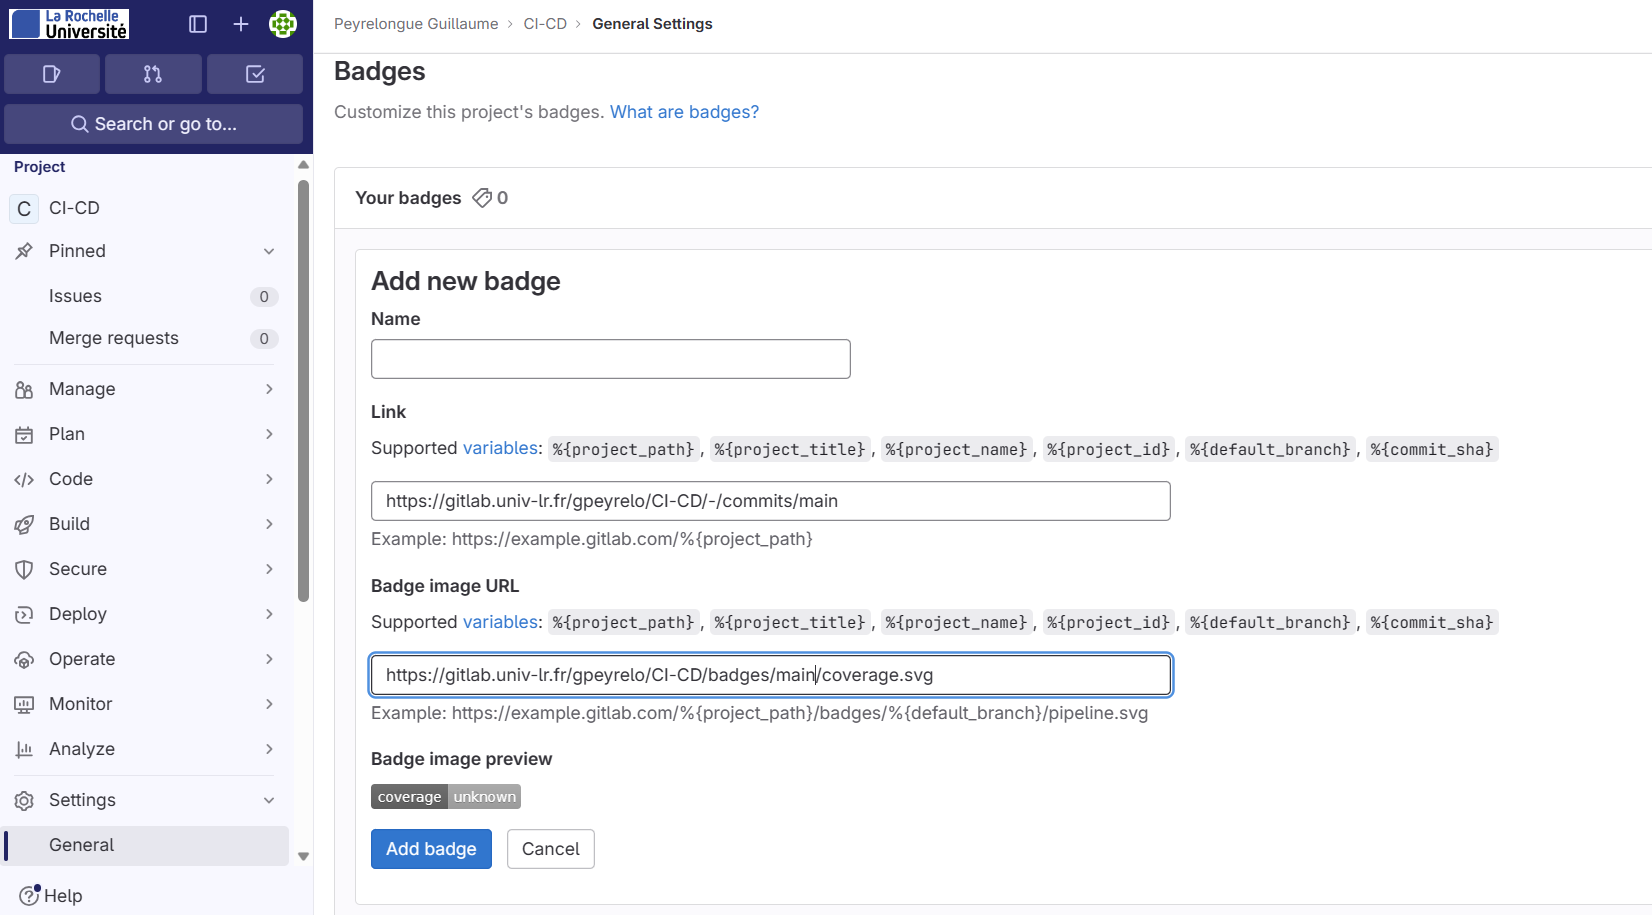 La Rochelle
Université
Search or go to...
Project
C CI-CD
Pinned
Issues 0
Merge requests 0
Manage
Plan
Code
Build
Secure
Deploy
Operate
Monitor
Analyze
Settings
General
Help
Peyrelongue Guillaume > CI-CD > General Settings
Badges
Customize this project's badges. What are badges?
Your badges 0
Add new badge
Name
Link
Supported variables: %{project_path}, %{project_title}, %{project_name}, %{project_id}, %{default_branch}, %{commit_sha}
https://gitlab.univ-lr.fr/gpeyrelo/CI-CD/-/commits/main
Example: https://example.gitlab.com/%{project_path}
Badge image URL
Supported variables: %{project_path}, %{project_title}, %{project_name}, %{project_id}, %{default_branch}, %{commit_sha}
https://gitlab.univ-lr.fr/gpeyrelo/CI-CD/badges/main/coverage.svg
Example: https://example.gitlab.com/%{project_path}/badges/%{default_branch}/pipeline.svg
Badge image preview
coverage unknown
Add badge Cancel